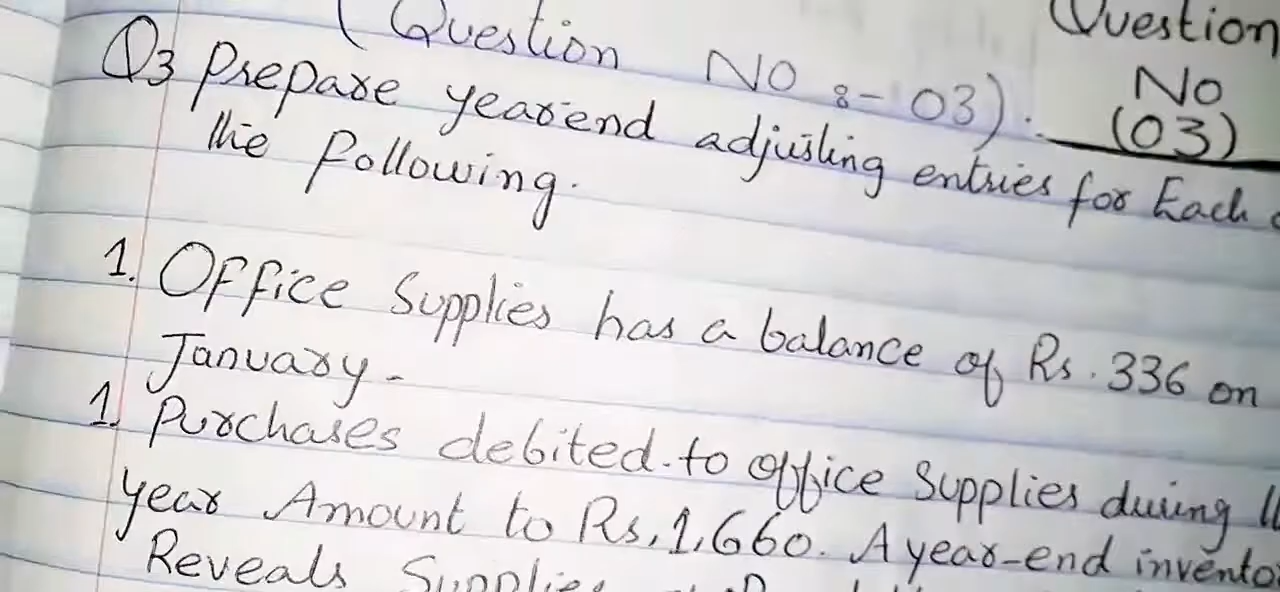 (Question NO :- 03).
Question
No
(03)
Q3 Prepare yearend adjusting entries for Each
the following.
1. Office Supplies has a balance of Rs. 336 on
January-
1. Purchases debited to office Supplies during
year Amount to Rs, 1,660. A year-end invento
Reveals Supplies